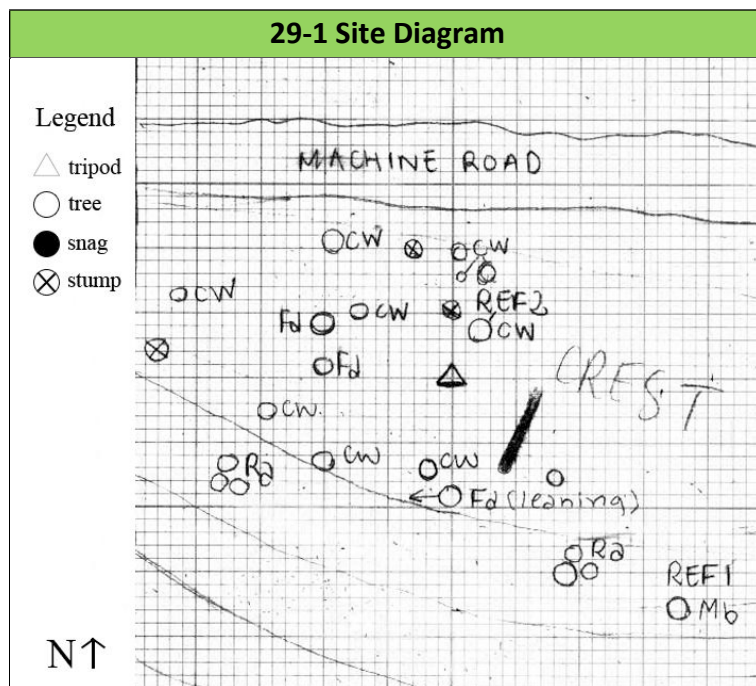 29-1 Site Diagram
Legend
tripod
tree
snag
stump
N↑
MACHINE ROAD
CW
CW
CW
REF2
Fd
CW
CW
Fd
CREST
CW
Ra
CW
CW
Fd (leaning)
Ra
REF1
Mb